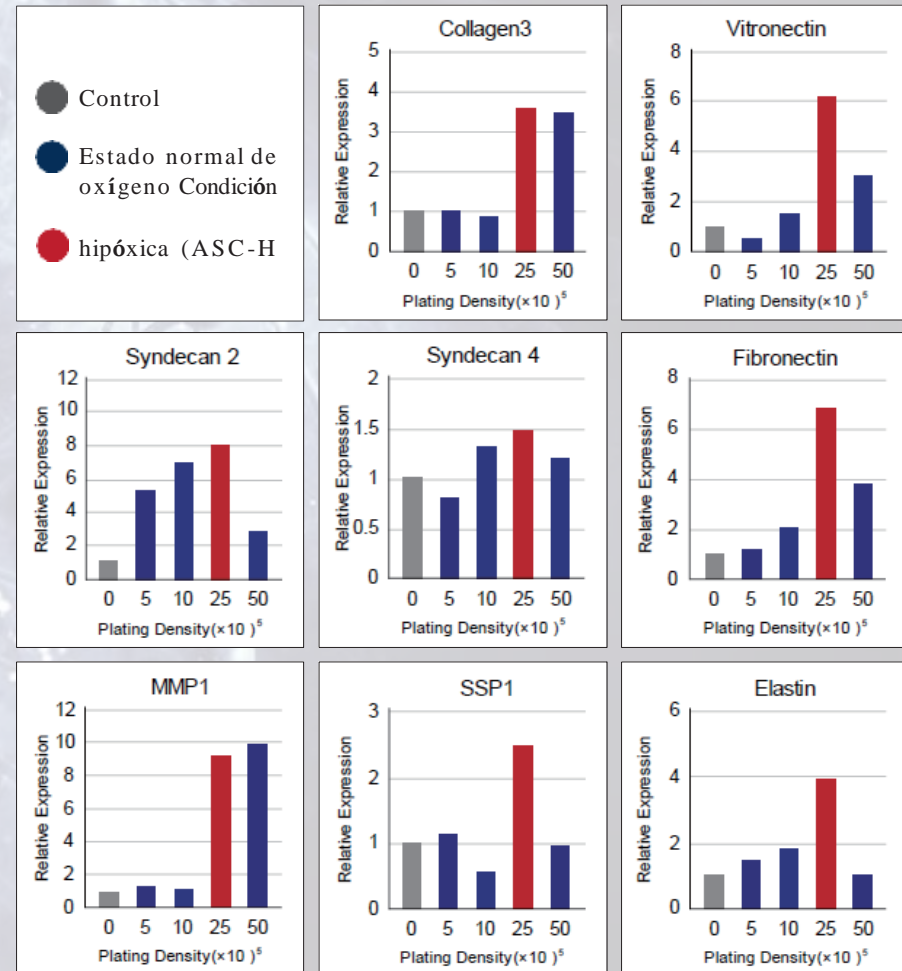 Control
Estado normal de
oxígeno Condición
hipóxica (ASC-H
Collagen3
Relative Expression
5
4
3
2
1
0
0 5 10 25 50
Plating Density(×10 )⁵
Vitronectin
Relative Expression
8
6
4
2
0
0 5 10 25 50
Plating Density(×10 )⁵
Syndecan 2
Relative Expression
12
10
8
6
4
2
0
0 5 10 25 50
Plating Density(×10 )⁵
Syndecan 4
Relative Expression
2
1.5
1
0.5
0
0 5 10 25 50
Plating Density(×10 )⁵
Fibronectin
Relative Expression
8
6
4
2
0
0 5 10 25 50
Plating Density(×10 )⁵
MMP1
Relative Expression
12
10
8
6
4
2
0
0 5 10 25 50
Plating Density(×10 )⁵
SSP1
Relative Expression
3
2
1
0
0 5 10 25 50
Plating Density(×10 )⁵
Elastin
Relative Expression
6
4
2
0
0 5 10 25 50
Plating Density(×10 )⁵